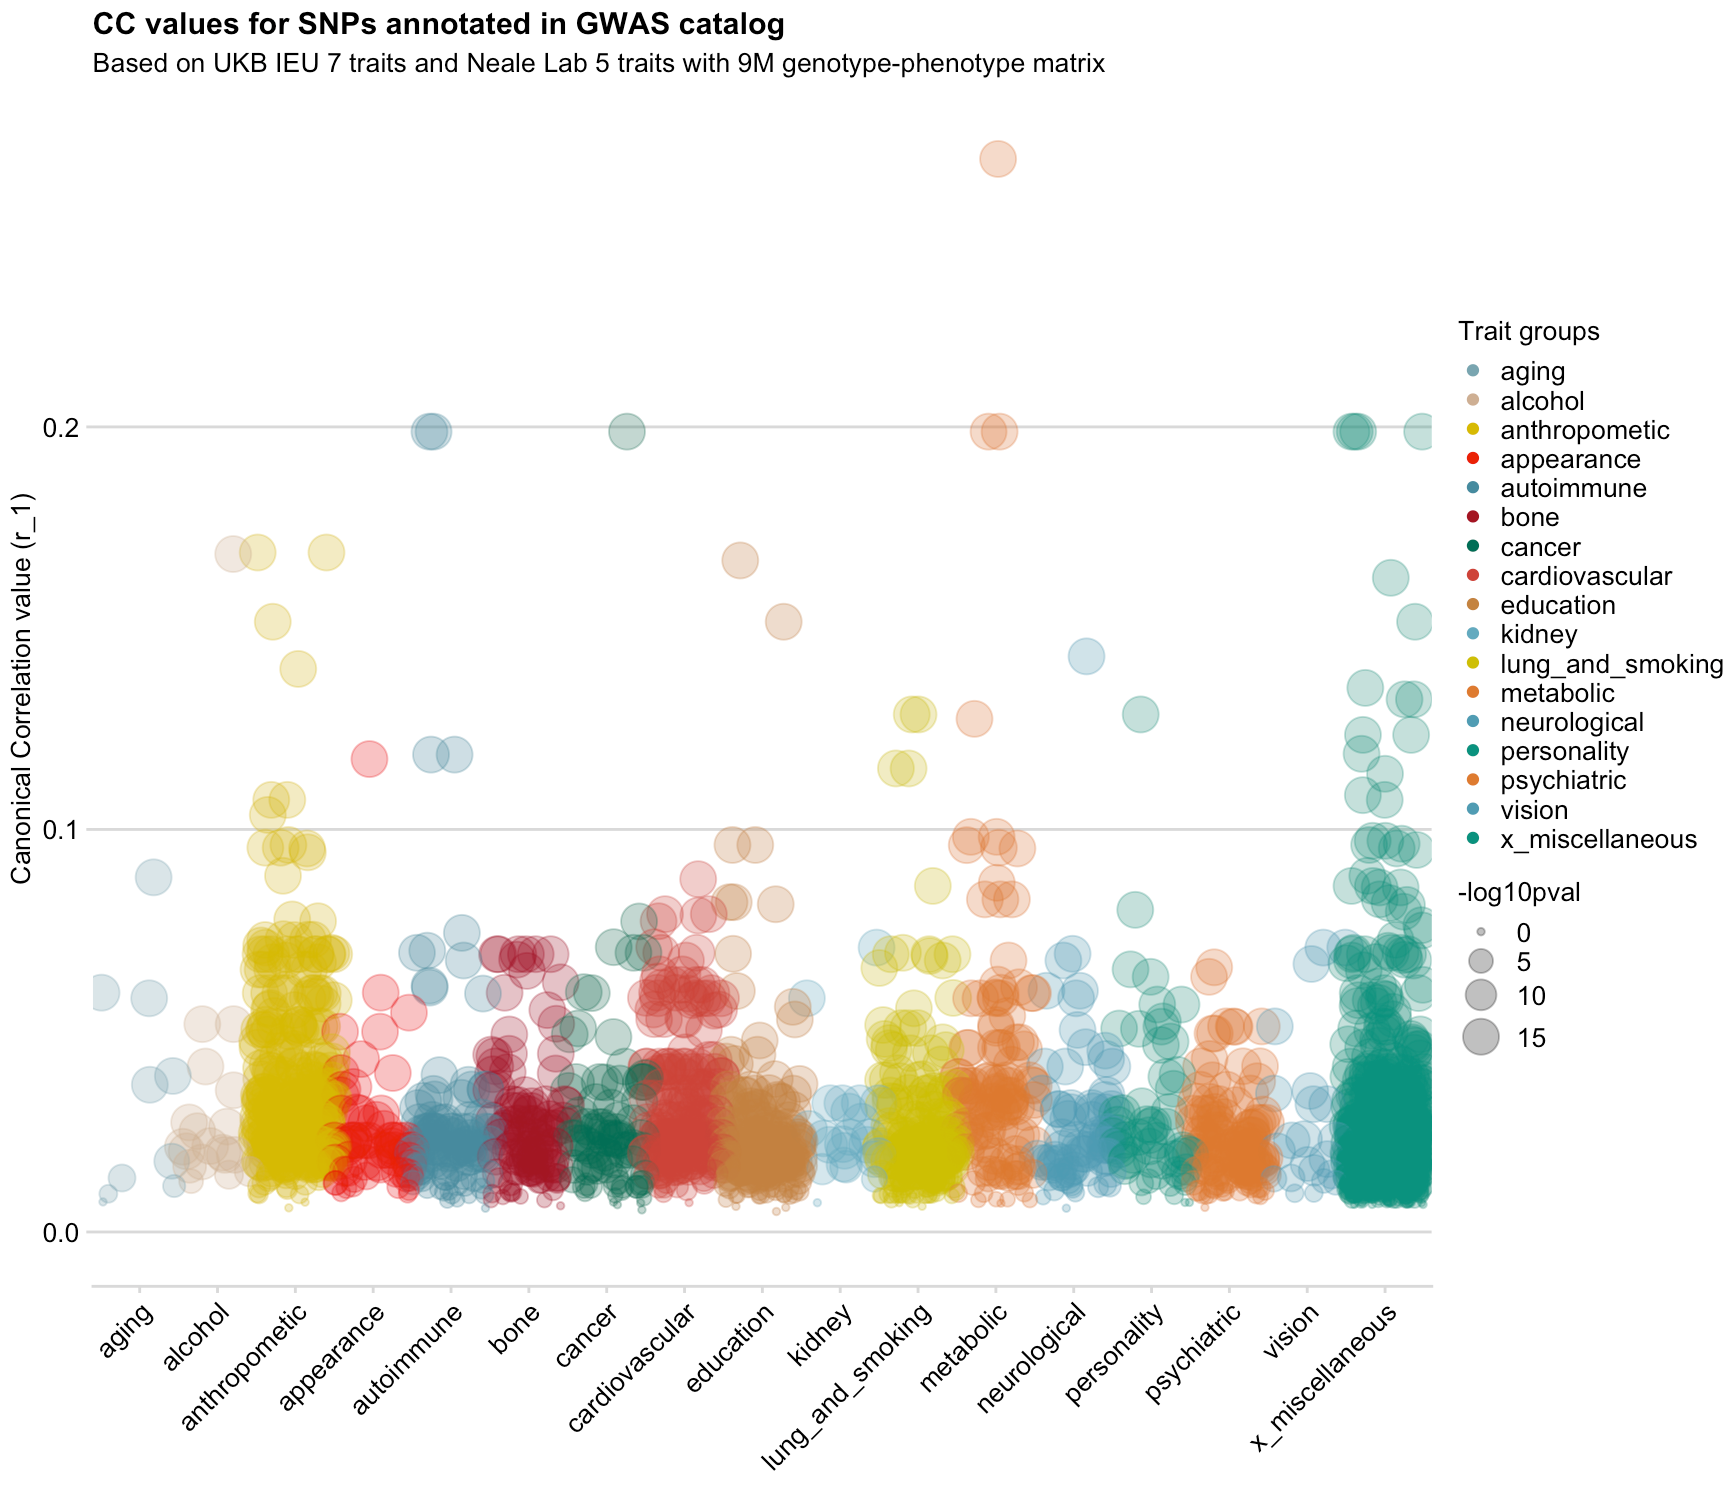 CC values for SNPs annotated in GWAS catalog
Based on UKB IEU 7 traits and Neale Lab 5 traits with 9M genotype-phenotype matrix
Canonical Correlation value (r_1)
0.2
0.1
0.0
aging
alcohol
anthropometic
appearance
autoimmune
bone
cancer
cardiovascular
education
kidney
lung_and_smoking
metabolic
neurological
personality
psychiatric
vision
x_miscellaneous
Trait groups
aging
alcohol
anthropometic
appearance
autoimmune
bone
cancer
cardiovascular
education
kidney
lung_and_smoking
metabolic
neurological
personality
psychiatric
vision
x_miscellaneous
-log10pval
0
5
10
15